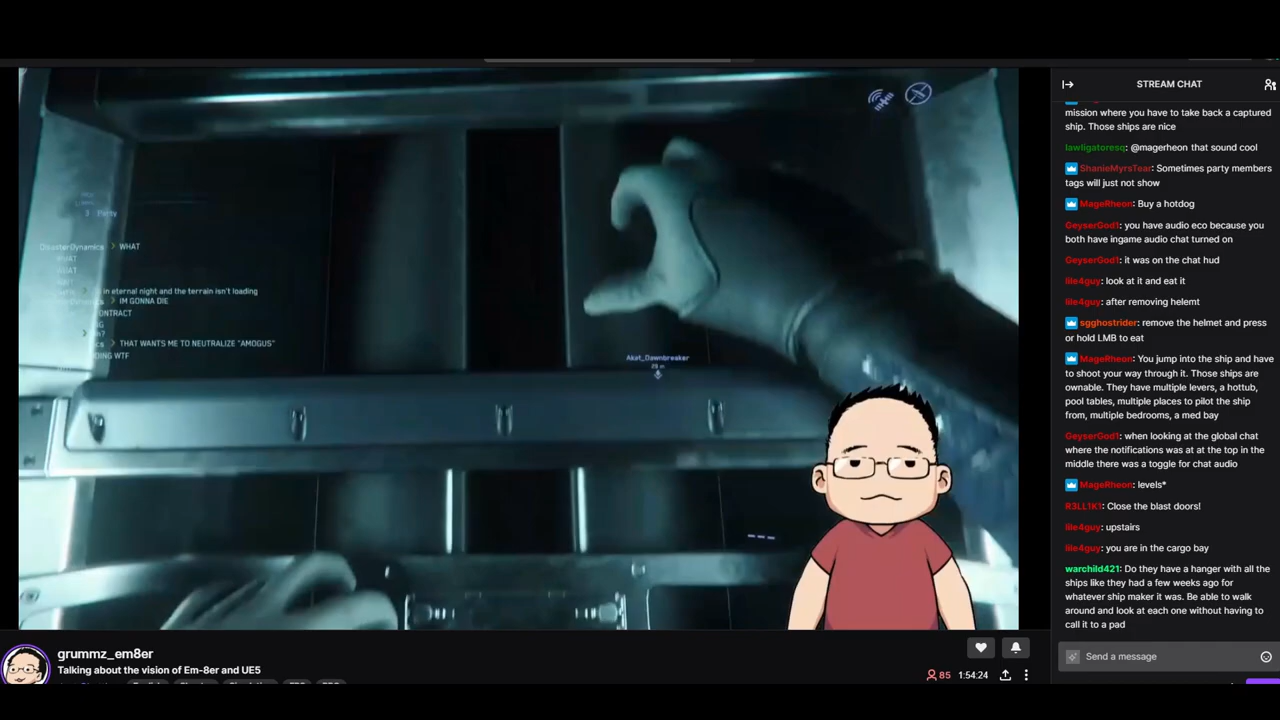 STREAM CHAT
mission where you have to take back a captured
ship. Those ships are nice
lawligatoresq: @magerheon that sound cool
ShanieMyrsTear: Sometimes party members
tags will just not show
MageRheon: Buy a hotdog
GeyserGod1: you have audio eco because you
both have ingame audio chat turned on
GeyserGod1: it was on the chat hud
lile4guy: look at it and eat it
lile4guy: after removing helemt
sgghostrider: remove the helmet and press
or hold LMB to eat
MageRheon: You jump into the ship and have
to shoot your way through it. Those ships are
ownable. They have multiple levers, a hottub,
pool tables, multiple places to pilot the ship
from, multiple bedrooms, a med bay
GeyserGod1: when looking at the global chat
where the notifications was at at the top in the
middle there was a toggle for chat audio
MageRheon: levels*
R3LL1K1: Close the blast doors!
lile4guy: upstairs
lile4guy: you are in the cargo bay
warchild421: Do they have a hanger with all the
ships like they had a few weeks ago for
whatever ship maker it was. Be able to walk
around and look at each one without having to
call it to a pad
Send a message
3 Party
DisasterDynamics > WHAT
WHAT
in eternal night and the terrain isn't loading
> IM GONNA DIE
> THAT WANTS ME TO NEUTRALIZE "AMOGUS"
WTF
Akat_Dawnbreaker
grummz_em8er
Talking about the vision of Em-8er and UE5
85 1:54:24